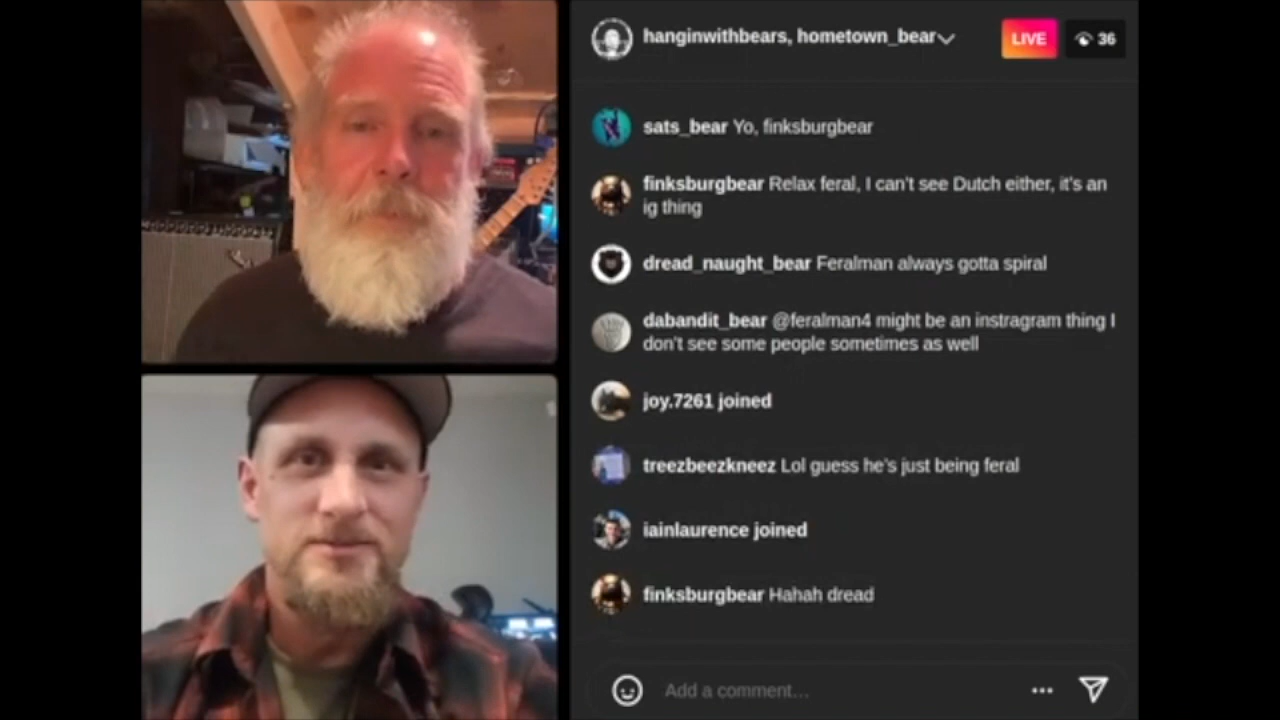 hanginwithbears, hometown_bear
LIVE
36
sats_bear Yo, finksburgbear
finksburgbear Relax feral, I can't see Dutch either, it's an
ig thing
dread_naught_bear Feralman always gotta spiral
dabandit_bear @feralman4 might be an instragram thing I
don't see some people sometimes as well
joy.7261 joined
treezbeezkneez Lol guess he's just being feral
iainlaurence joined
finksburgbear Hahah dread
Add a comment...